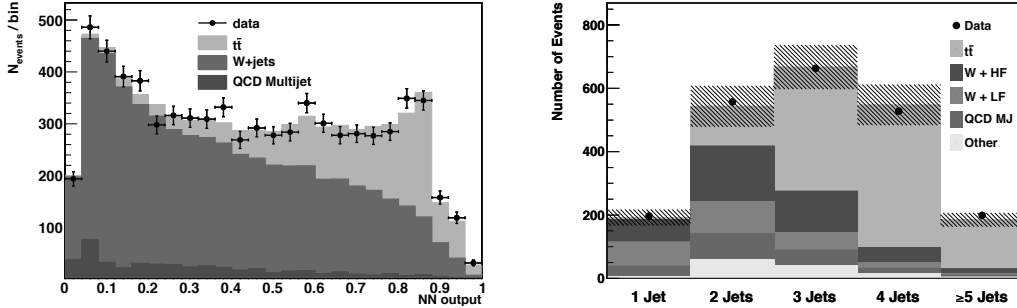 N_events / bin
500
400
300
200
100
data
tt̄
W+jets
QCD Multijet
0 0.1 0.2 0.3 0.4 0.5 0.6 0.7 0.8 0.9 1
NN output
Number of Events
800
600
400
200
0
Data
tt̄
W + HF
W + LF
QCD MJ
Other
1 Jet 2 Jets 3 Jets 4 Jets ≥5 Jets